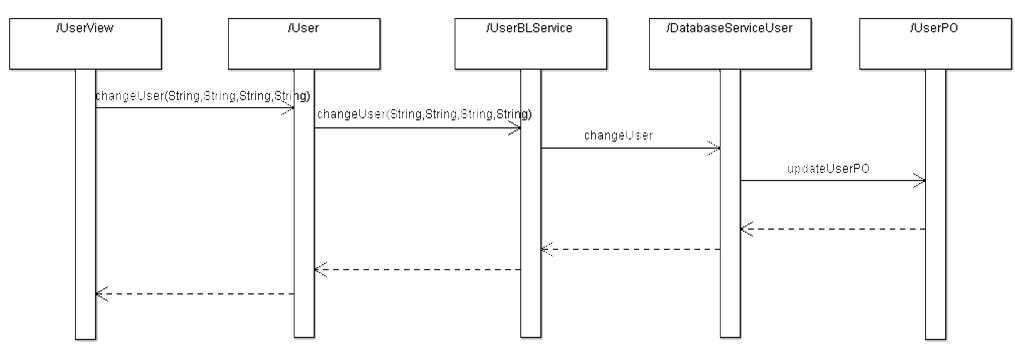 /UserView
/User
/UserBLService
/DatabaseServiceUser
/UserPO
changeUser(String,String,String,String)
changeUser(String,String,String,String)
changeUser
updateUserPO